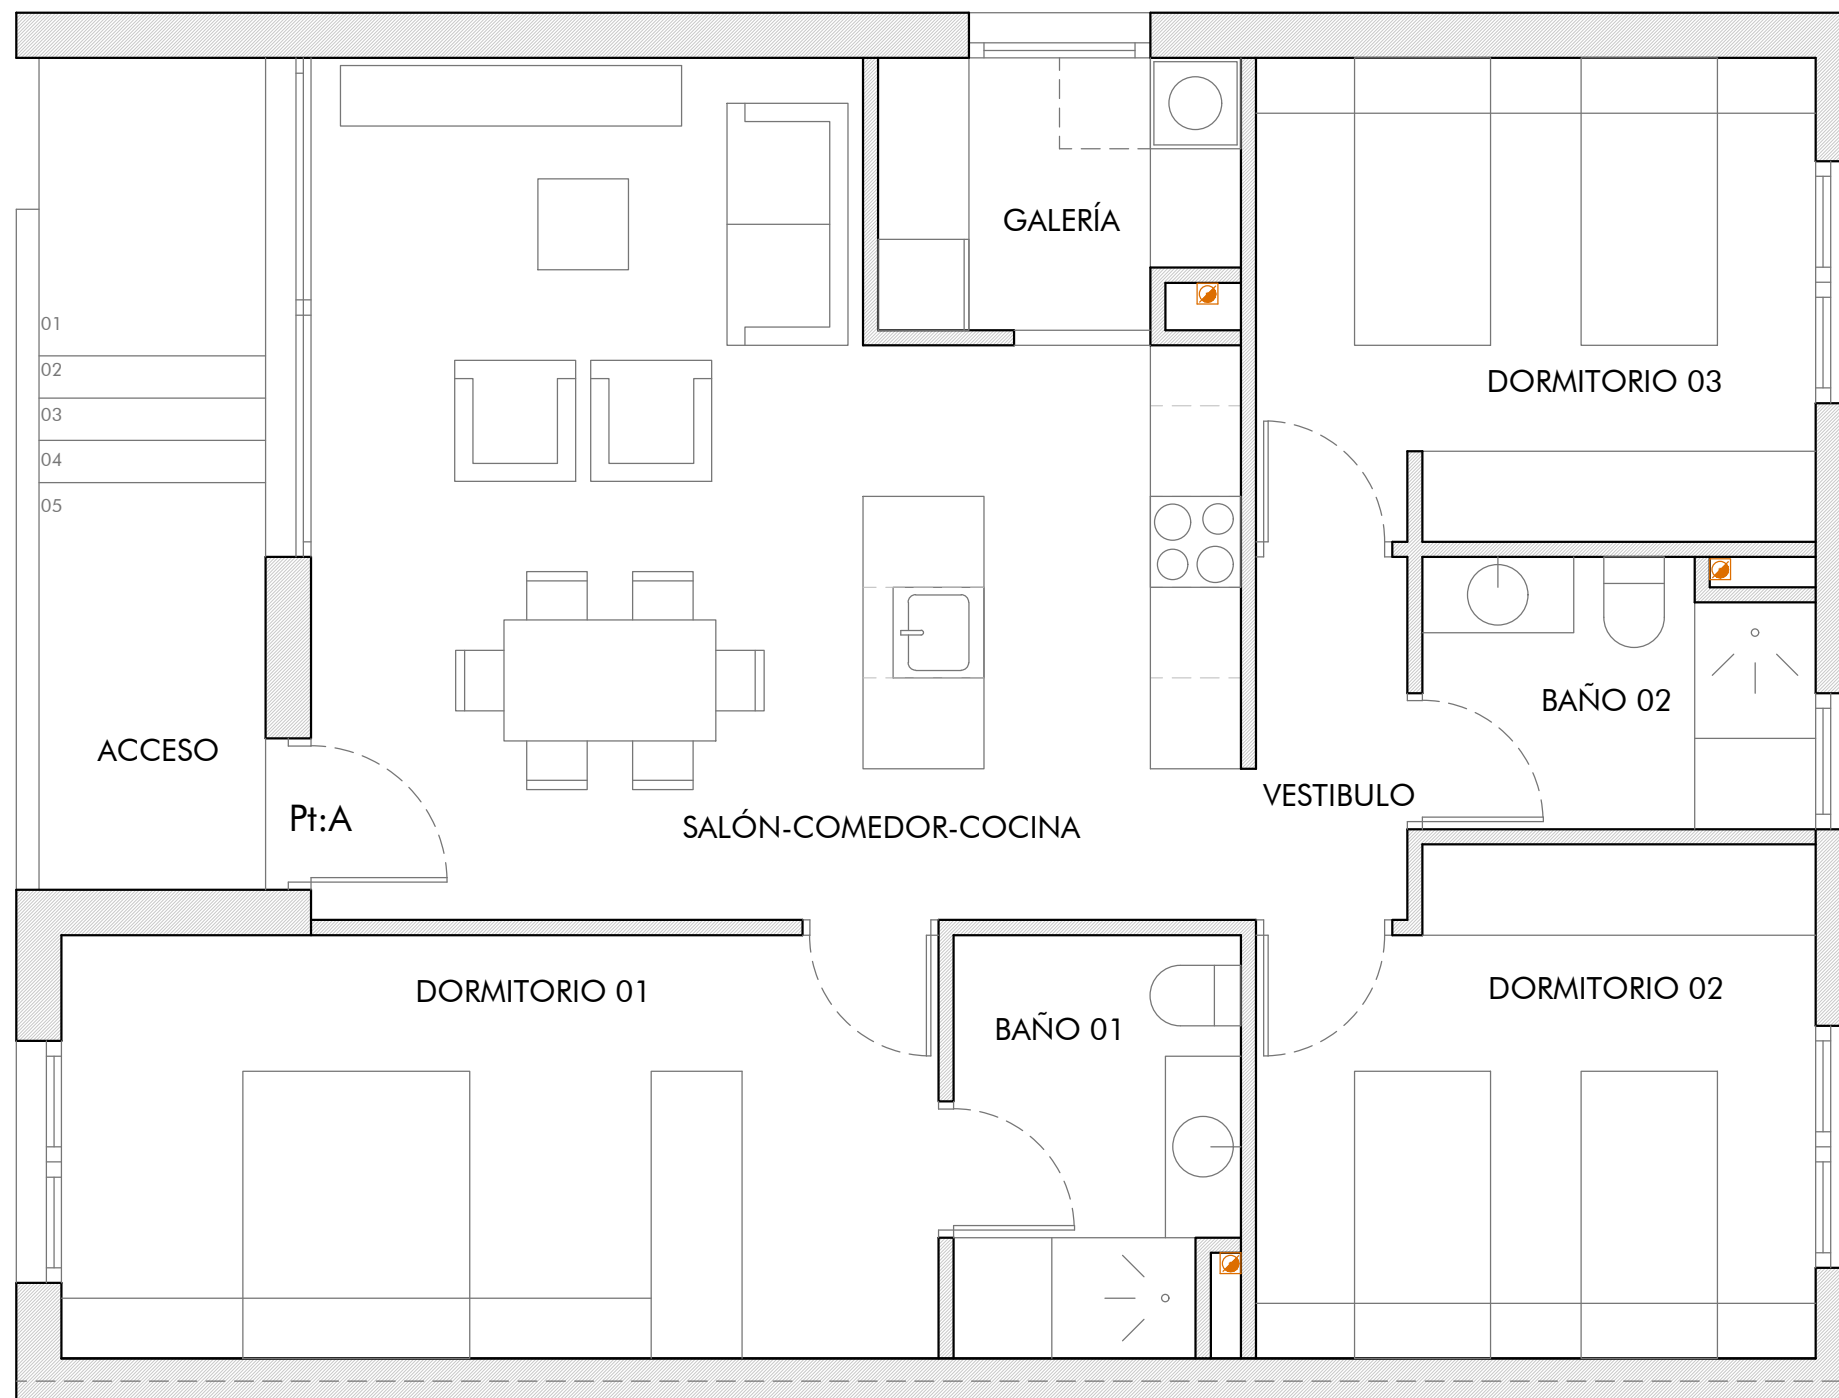 GALERÍA
01
02
DORMITORIO 03
03
04
05
BAÑO 02
ACCESO
VESTIBULO
Pt:A
SALÓN-COMEDOR-COCINA
DORMITORIO 01
DORMITORIO 02
BAÑO 01